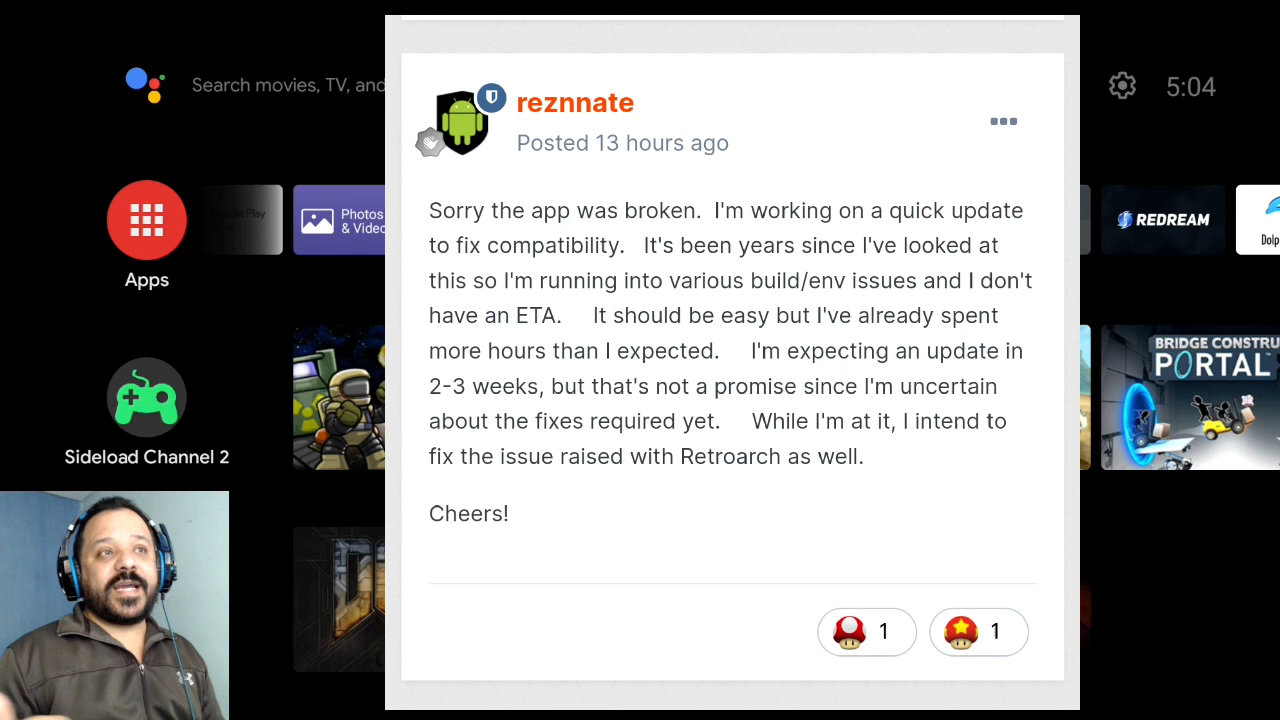 Search movies, TV, and
5:04
reznnate
Posted 13 hours ago
Google Play
Photos
& Video
REDREAM
Dolp
Apps
Sorry the app was broken.  I'm working on a quick update
to fix compatibility.   It's been years since I've looked at
this so I'm running into various build/env issues and I don't
have an ETA.     It should be easy but I've already spent
more hours than I expected.     I'm expecting an update in
2-3 weeks, but that's not a promise since I'm uncertain
about the fixes required yet.     While I'm at it, I intend to
fix the issue raised with Retroarch as well.
Cheers!
1
1
BRIDGE CONSTRU
PORTAL
Sideload Channel 2